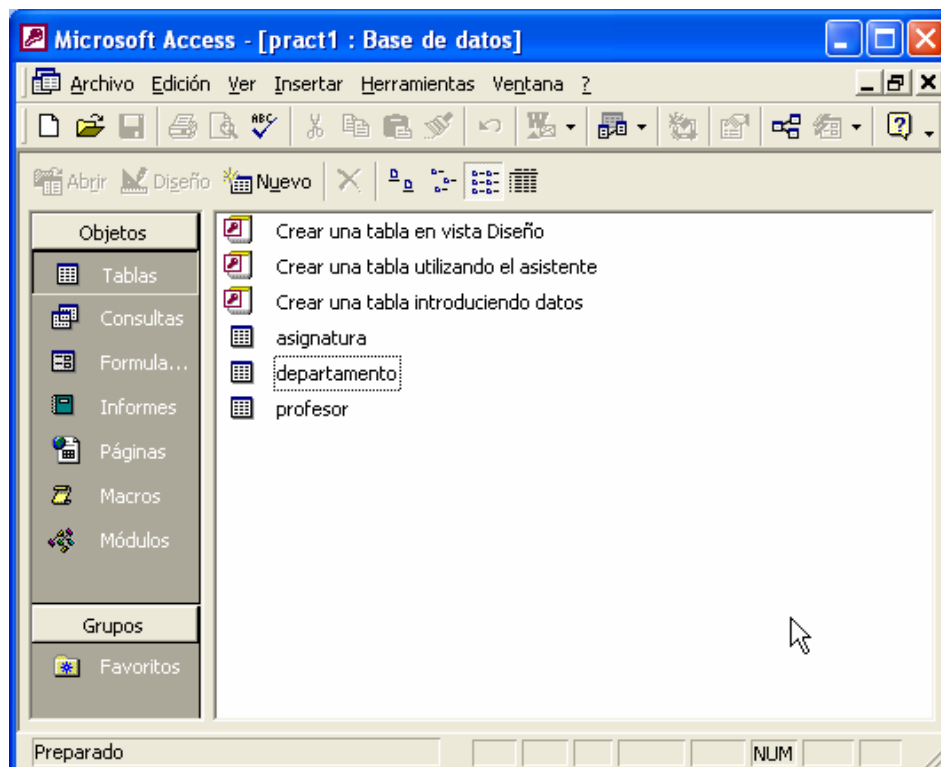 Microsoft Access - [pract1 : Base de datos]
Archivo Edición Ver Insertar Herramientas Ventana ?
Abrir Diseño Nuevo
Objetos
Tablas
Consultas
Formula...
Informes
Páginas
Macros
Módulos
Grupos
Favoritos
Crear una tabla en vista Diseño
Crear una tabla utilizando el asistente
Crear una tabla introduciendo datos
asignatura
departamento
profesor
Preparado
NUM